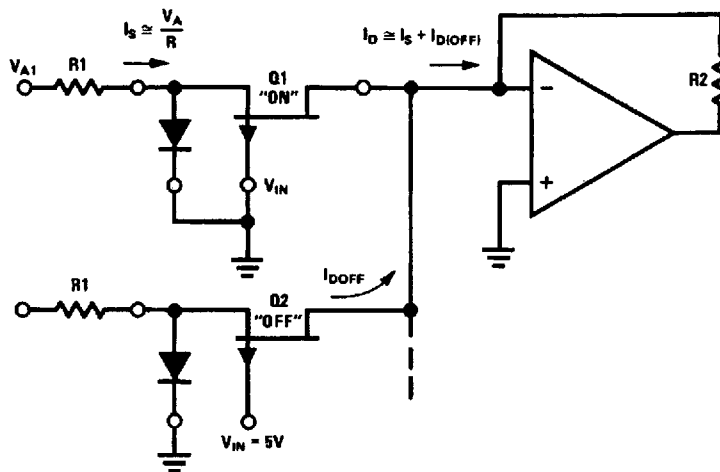 I_S ≅ V_A/R
I_D ≅ I_S + I_D(OFF)
V_A1
R1
Q1
"ON"
R2
−
+
V_IN
I_DOFF
R1
Q2
"OFF"
V_IN = 5V